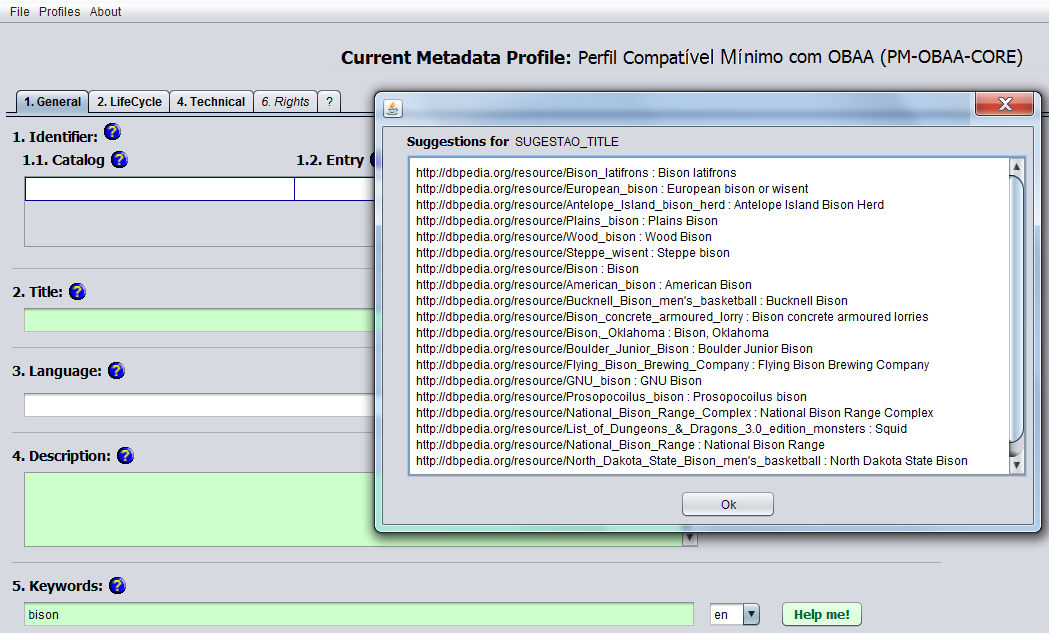 File Profiles About
Current Metadata Profile: Perfil Compatível Mínimo com OBAA (PM-OBAA-CORE)
1. General 2. LifeCycle 4. Technical 6. Rights ?
1. Identifier: ?
1.1. Catalog ? 1.2. Entry
2. Title: ?
3. Language: ?
4. Description: ?
5. Keywords: ?
bison en Help me!
X
Suggestions for SUGESTAO_TITLE
http://dbpedia.org/resource/Bison_latifrons : Bison latifrons
http://dbpedia.org/resource/European_bison : European bison or wisent
http://dbpedia.org/resource/Antelope_Island_bison_herd : Antelope Island Bison Herd
http://dbpedia.org/resource/Plains_bison : Plains Bison
http://dbpedia.org/resource/Wood_bison : Wood Bison
http://dbpedia.org/resource/Steppe_wisent : Steppe bison
http://dbpedia.org/resource/Bison : Bison
http://dbpedia.org/resource/American_bison : American Bison
http://dbpedia.org/resource/Bucknell_Bison_men's_basketball : Bucknell Bison
http://dbpedia.org/resource/Bison_concrete_armoured_lorry : Bison concrete armoured lorries
http://dbpedia.org/resource/Bison,_Oklahoma : Bison, Oklahoma
http://dbpedia.org/resource/Boulder_Junior_Bison : Boulder Junior Bison
http://dbpedia.org/resource/Flying_Bison_Brewing_Company : Flying Bison Brewing Company
http://dbpedia.org/resource/GNU_bison : GNU Bison
http://dbpedia.org/resource/Prosopocoilus_bison : Prosopocoilus bison
http://dbpedia.org/resource/National_Bison_Range_Complex : National Bison Range Complex
http://dbpedia.org/resource/List_of_Dungeons_&_Dragons_3.0_edition_monsters : Squid
http://dbpedia.org/resource/National_Bison_Range : National Bison Range
http://dbpedia.org/resource/North_Dakota_State_Bison_men's_basketball : North Dakota State Bison
Ok